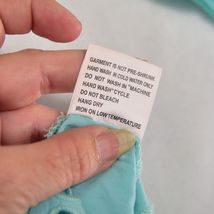 GARMENT IS NOT PRE-SHRUNK
HAND WASH IN COLD WATER ONLY
DO NOT WASH IN "MACHINE
HAND WASH" CYCLE
DO NOT BLEACH
HANG DRY
IRON ON LOW TEMPERATURE